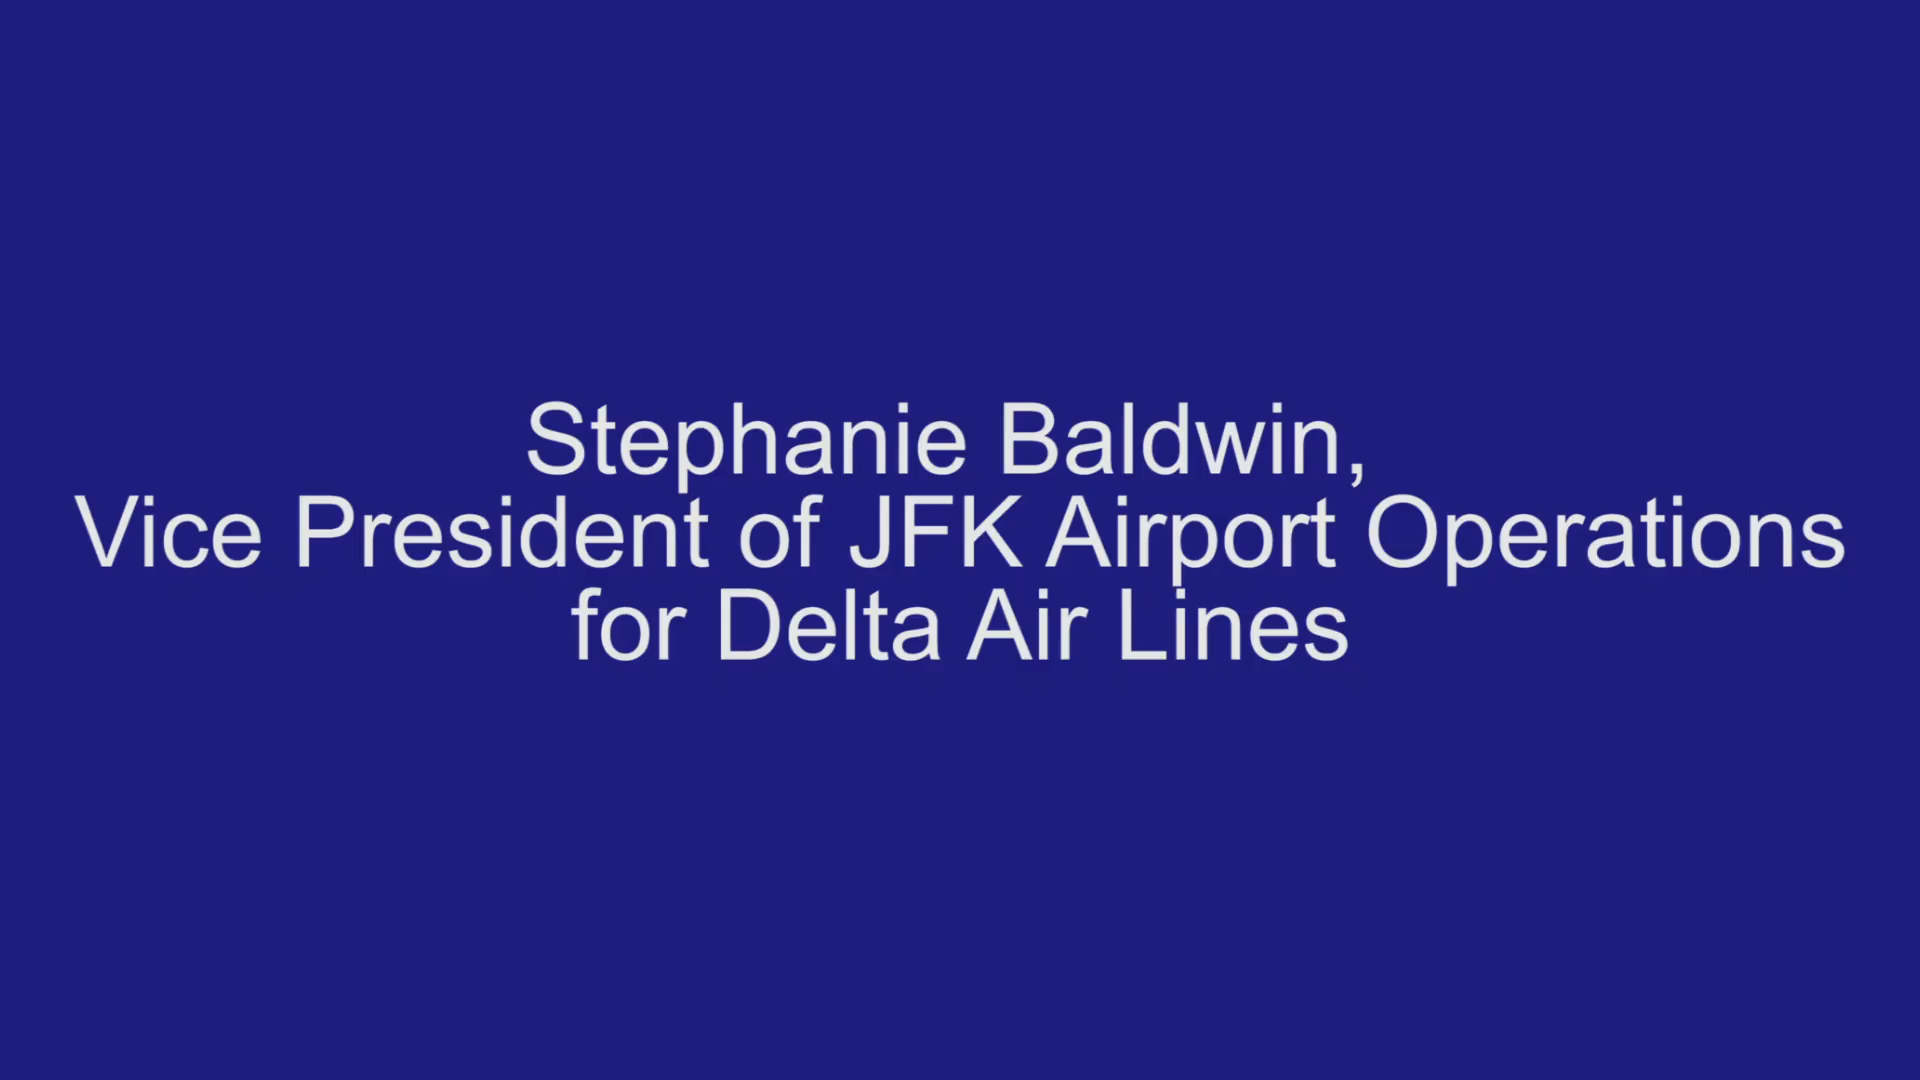 Stephanie Baldwin,
Vice President of JFK Airport Operations
for Delta Air Lines